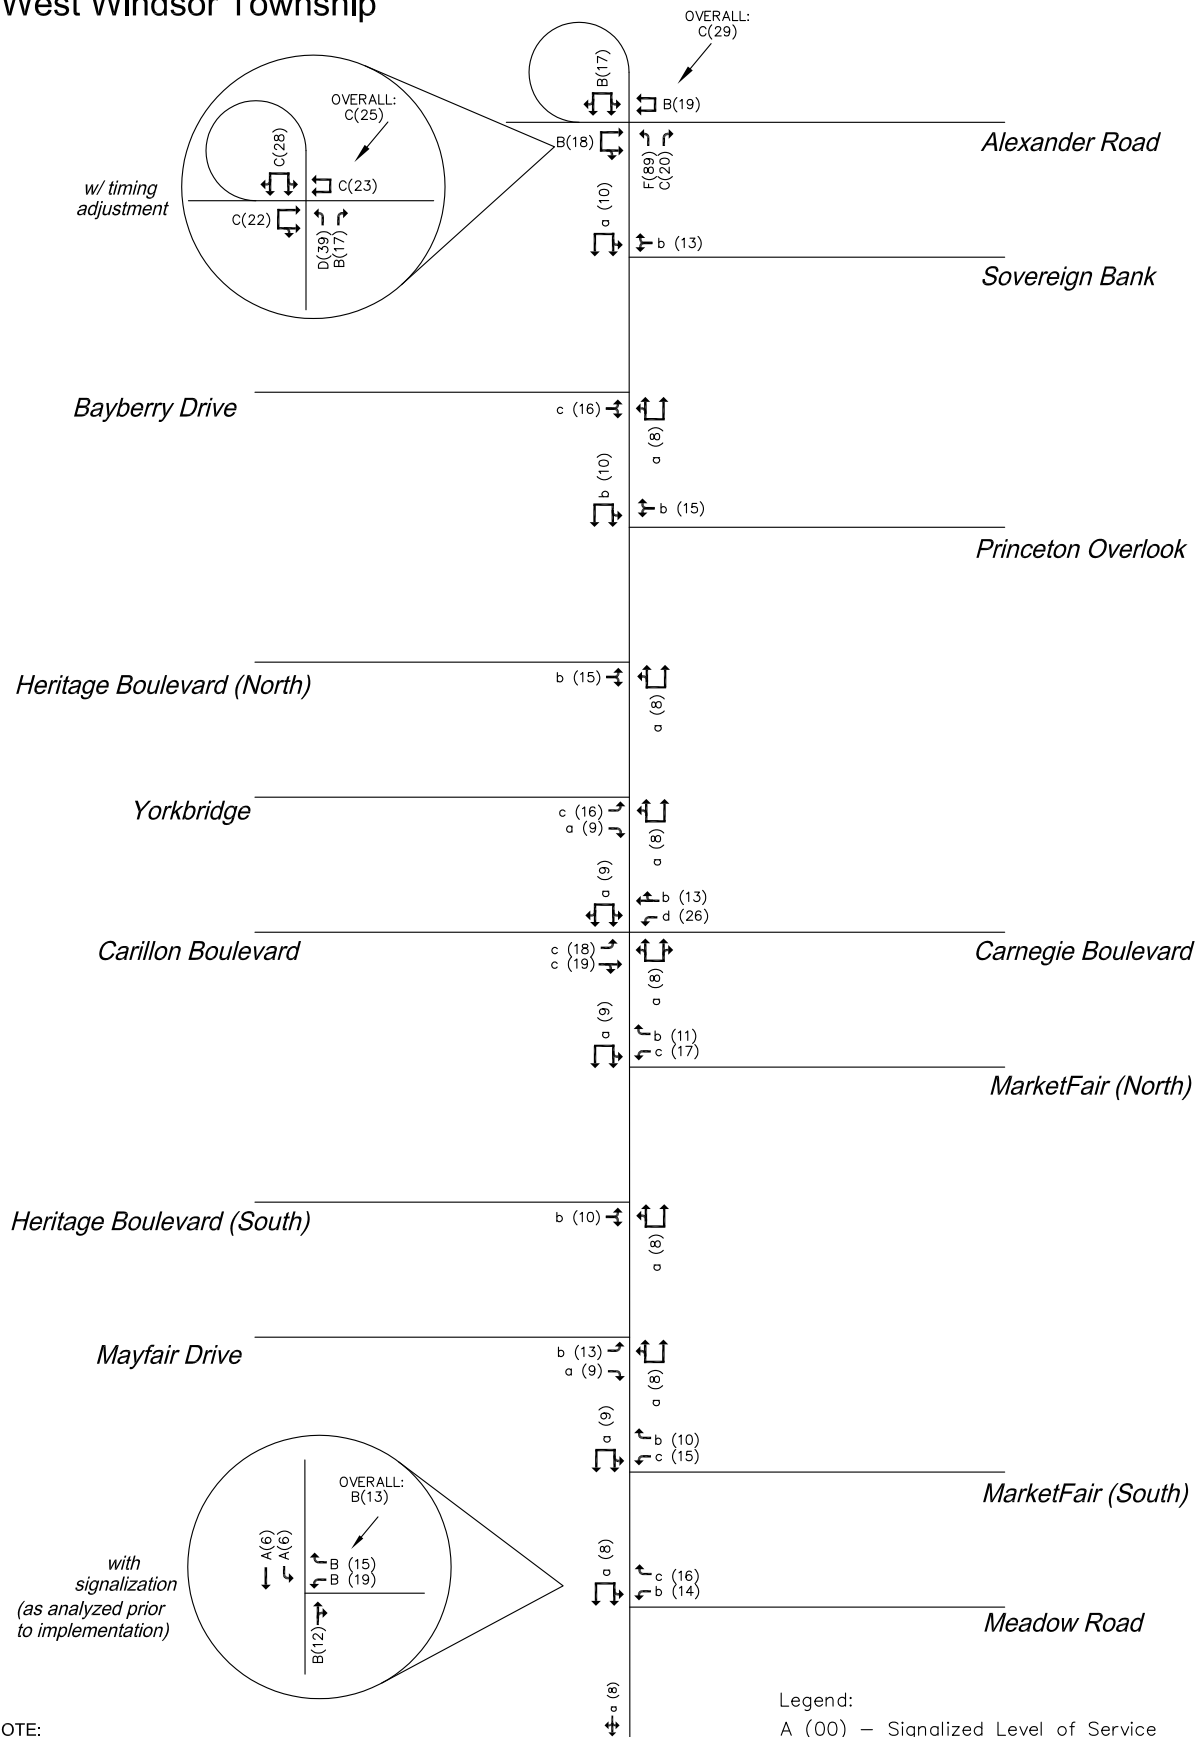 West Windsor Township
OVERALL:
C(29)
B(17)
B(19)
Alexander Road
B(18)
F(89)
C(20)
OVERALL:
C(25)
C(28)
C(23)
w/ timing
adjustment
C(22)
D(39)
B(17)
a (10)
b (13)
Sovereign Bank
Bayberry Drive
c (16)
a (8)
b (10)
b (15)
Princeton Overlook
Heritage Boulevard (North)
b (15)
a (8)
Yorkbridge
c (16)
a (9)
a (8)
a (9)
b (13)
d (26)
Carillon Boulevard
c (18)
c (19)
a (8)
Carnegie Boulevard
a (9)
b (11)
c (17)
MarketFair (North)
Heritage Boulevard (South)
b (10)
a (8)
Mayfair Drive
b (13)
a (9)
a (8)
a (9)
b (10)
c (15)
MarketFair (South)
OVERALL:
B(13)
A(6)
A(6)
B (15)
B (19)
B(12)
with
signalization
(as analyzed prior
to implementation)
a (8)
c (16)
b (14)
Meadow Road
a (8)
Legend:
A (00) – Signalized Level of Service
OTE: